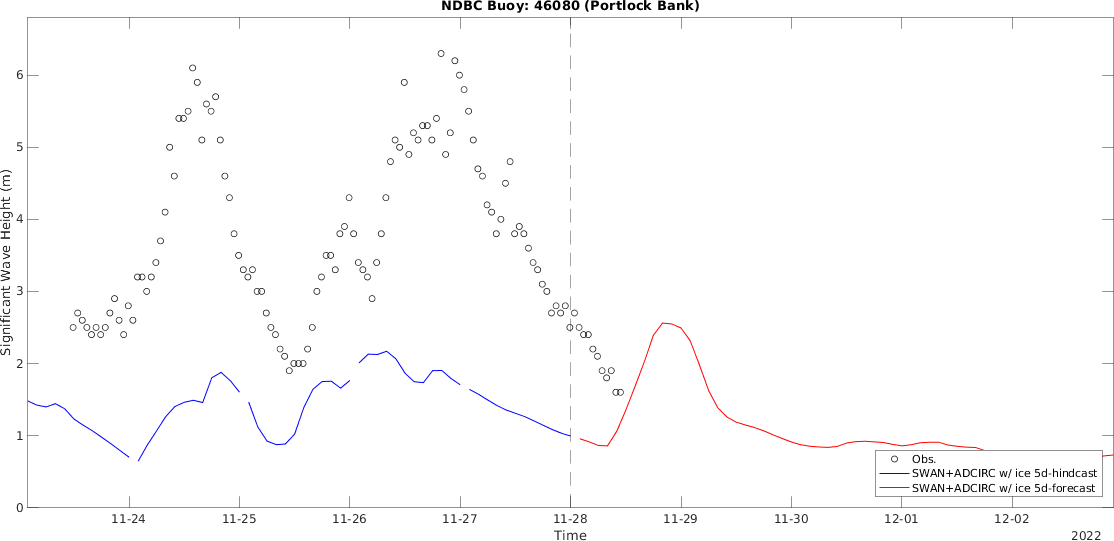 NDBC Buoy: 46080 (Portlock Bank)
Significant Wave Height (m)
6
5
4
3
2
1
0
Obs.
SWAN+ADCIRC w/ ice 5d-hindcast
SWAN+ADCIRC w/ ice 5d-forecast
11-24 11-25 11-26 11-27 11-28 11-29 11-30 12-01 12-02
Time
2022